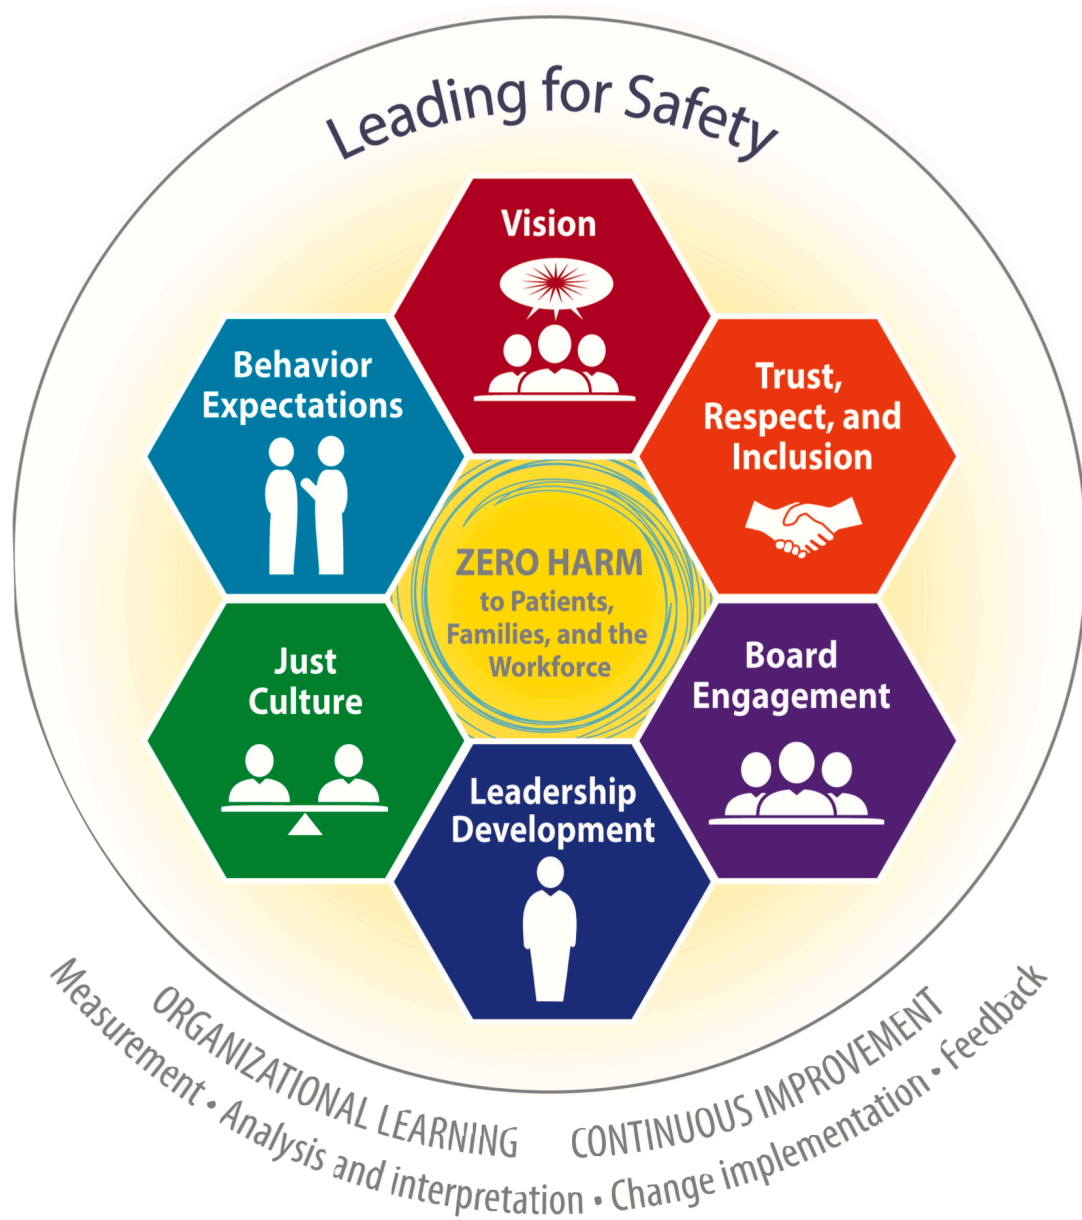 Leading for Safety
Vision
Behavior
Expectations
Trust,
Respect, and
Inclusion
ZERO HARM
to Patients,
Families, and the
Workforce
Just
Culture
Board
Engagement
Leadership
Development
ORGANIZATIONAL LEARNING CONTINUOUS IMPROVEMENT
Measurement • Analysis and interpretation • Change implementation • Feedback